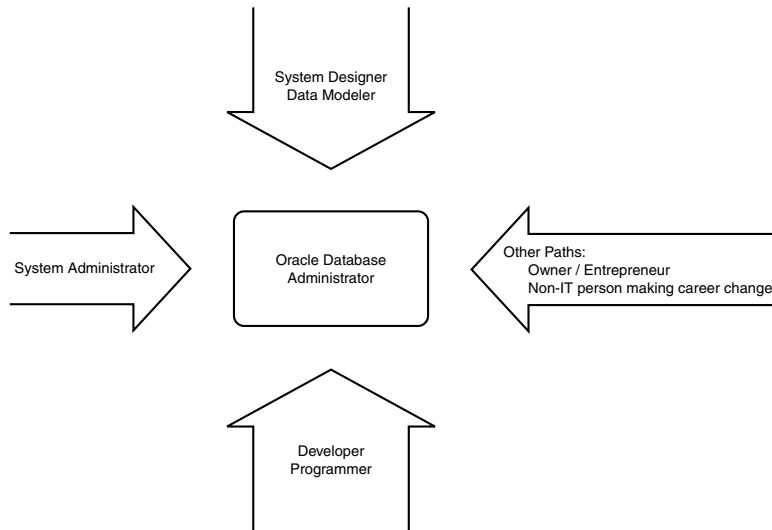 System Designer
Data Modeler
System Administrator
Oracle Database
Administrator
Other Paths:
Owner / Entrepreneur
Non-IT person making career change
Developer
Programmer